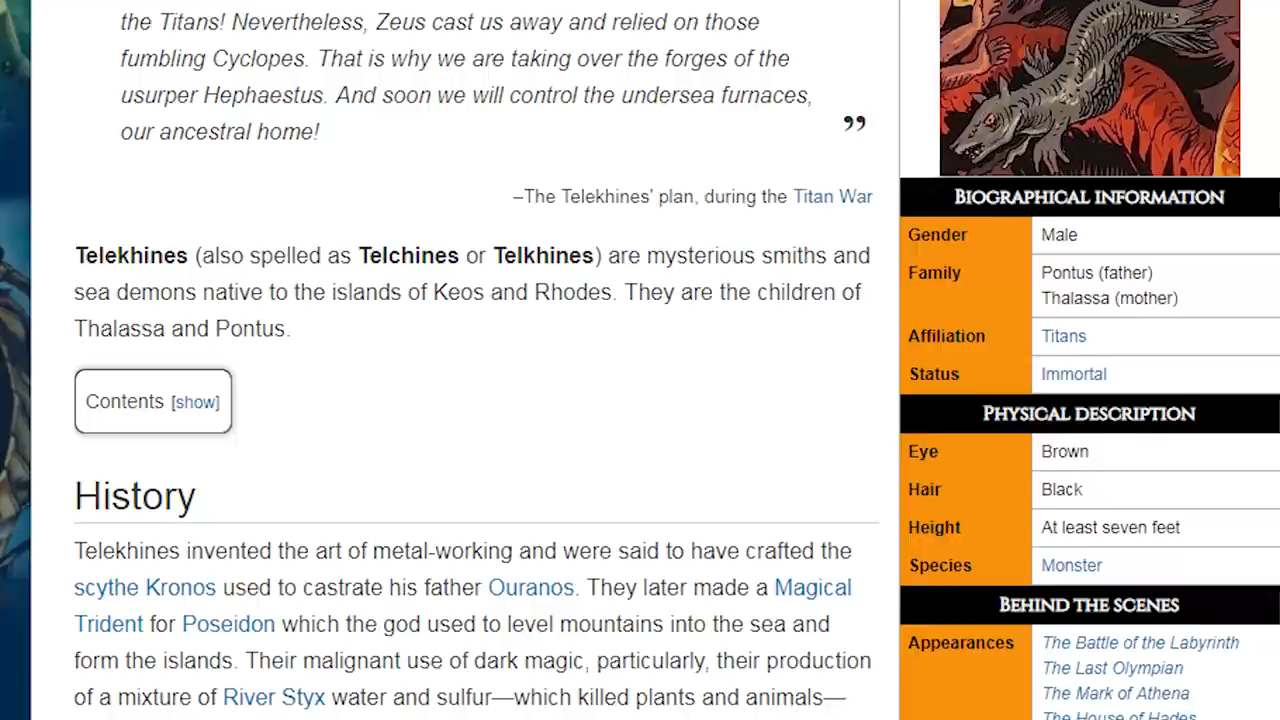 the Titans! Nevertheless, Zeus cast us away and relied on those
fumbling Cyclopes. That is why we are taking over the forges of the
usurper Hephaestus. And soon we will control the undersea furnaces,
our ancestral home!
”
–The Telekhines' plan, during the Titan War
Telekhines (also spelled as Telchines or Telkhines) are mysterious smiths and
sea demons native to the islands of Keos and Rhodes. They are the children of
Thalassa and Pontus.
Contents [show]
History
Telekhines invented the art of metal-working and were said to have crafted the
scythe Kronos used to castrate his father Ouranos. They later made a Magical
Trident for Poseidon which the god used to level mountains into the sea and
form the islands. Their malignant use of dark magic, particularly, their production
of a mixture of River Styx water and sulfur—which killed plants and animals—
BIOGRAPHICAL INFORMATION
Gender Male
Family Pontus (father)
Thalassa (mother)
Affiliation Titans
Status Immortal
PHYSICAL DESCRIPTION
Eye Brown
Hair Black
Height At least seven feet
Species Monster
BEHIND THE SCENES
Appearances The Battle of the Labyrinth
The Last Olympian
The Mark of Athena
The House of Hades